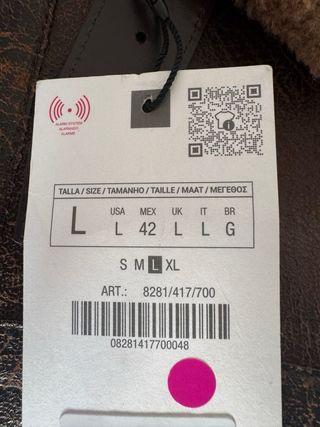 ALARM SYSTEM
ALARMADO
ALARME
TALLA / SIZE / TAMANHO / TAILLE / MAAT / ΜΕΓΕΘΟΣ
L USA MEX UK IT BR
L 42 L L G
S M L XL
ART.: 8281/417/700
08281417700048